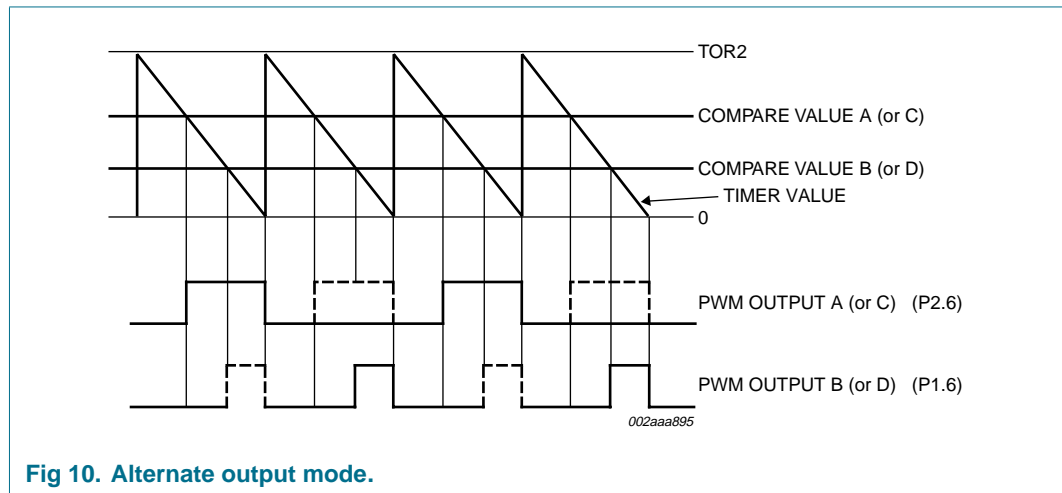 TOR2
COMPARE VALUE A (or C)
COMPARE VALUE B (or D)
TIMER VALUE
0
PWM OUTPUT A (or C) (P2.6)
PWM OUTPUT B (or D) (P1.6)
002aaa895
Fig 10. Alternate output mode.